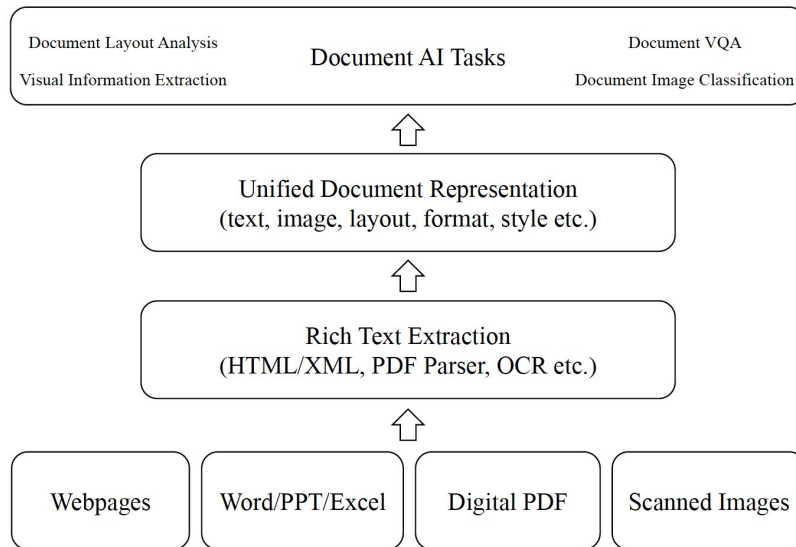 Document Layout Analysis
Visual Information Extraction
Document AI Tasks
Document VQA
Document Image Classification
Unified Document Representation
(text, image, layout, format, style etc.)
Rich Text Extraction
(HTML/XML, PDF Parser, OCR etc.)
Webpages
Word/PPT/Excel
Digital PDF
Scanned Images